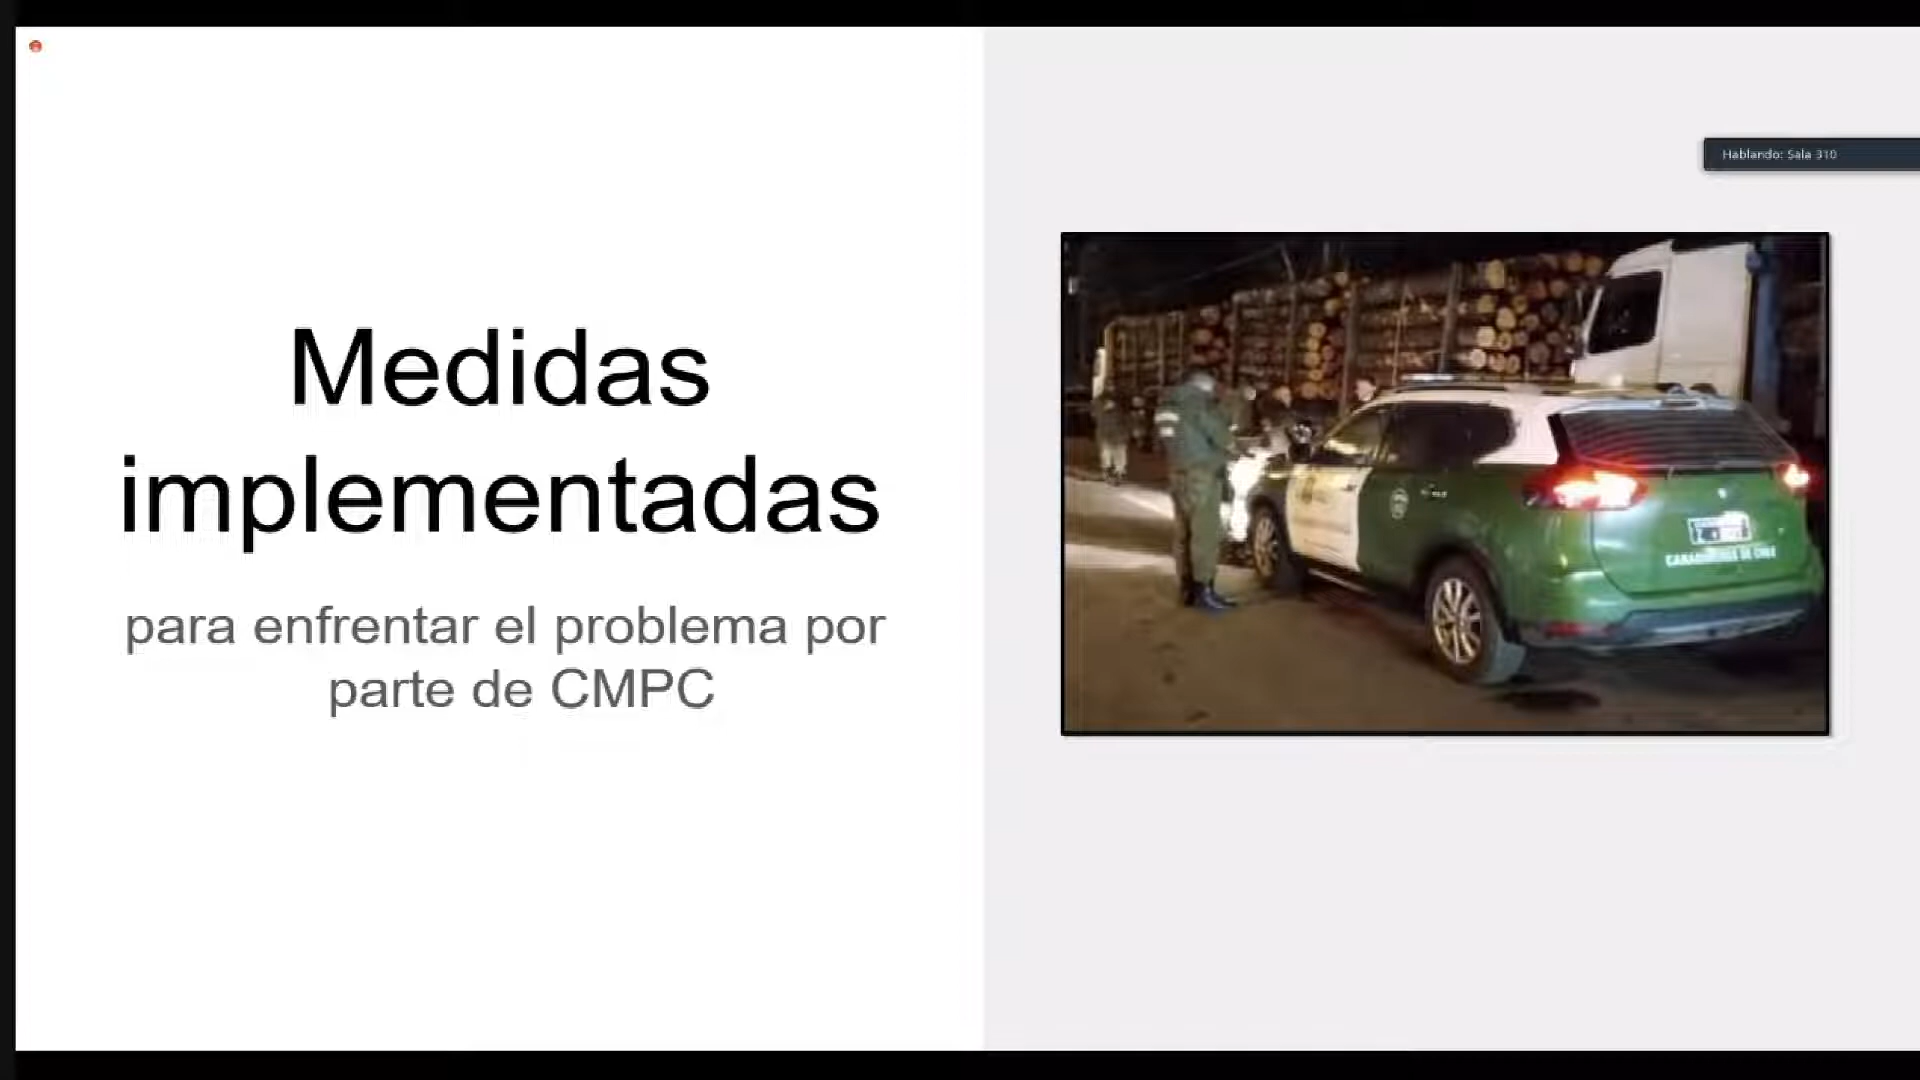 Medidas
implementadas
para enfrentar el problema por
parte de CMPC
Hablando: Sala 310
CARABINEROS DE CHILE